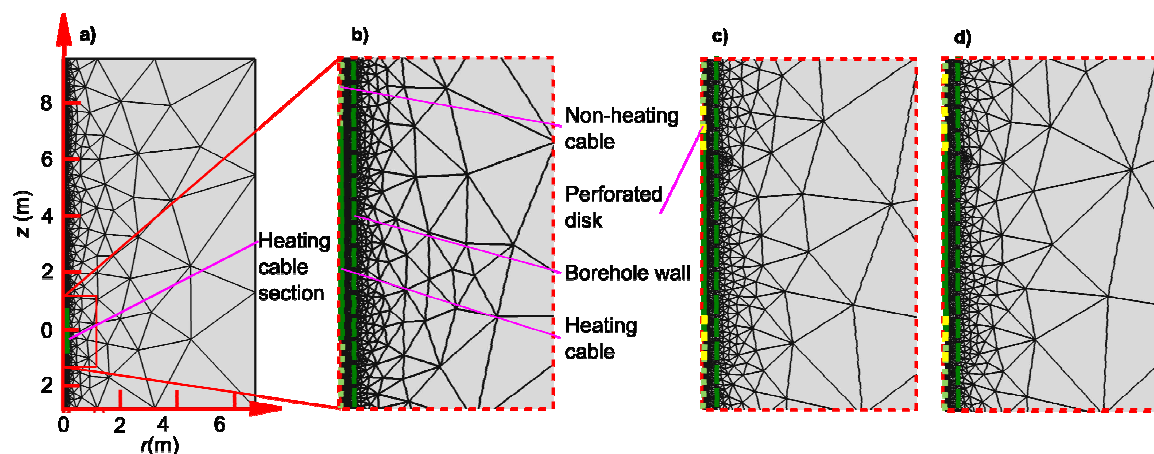 a)
b)
c)
d)
8
6
4
2
0
2
z (m)
0
2
4
6
r(m)
Heating
cable
section
Non-heating
cable
Perforated
disk
Borehole wall
Heating
cable